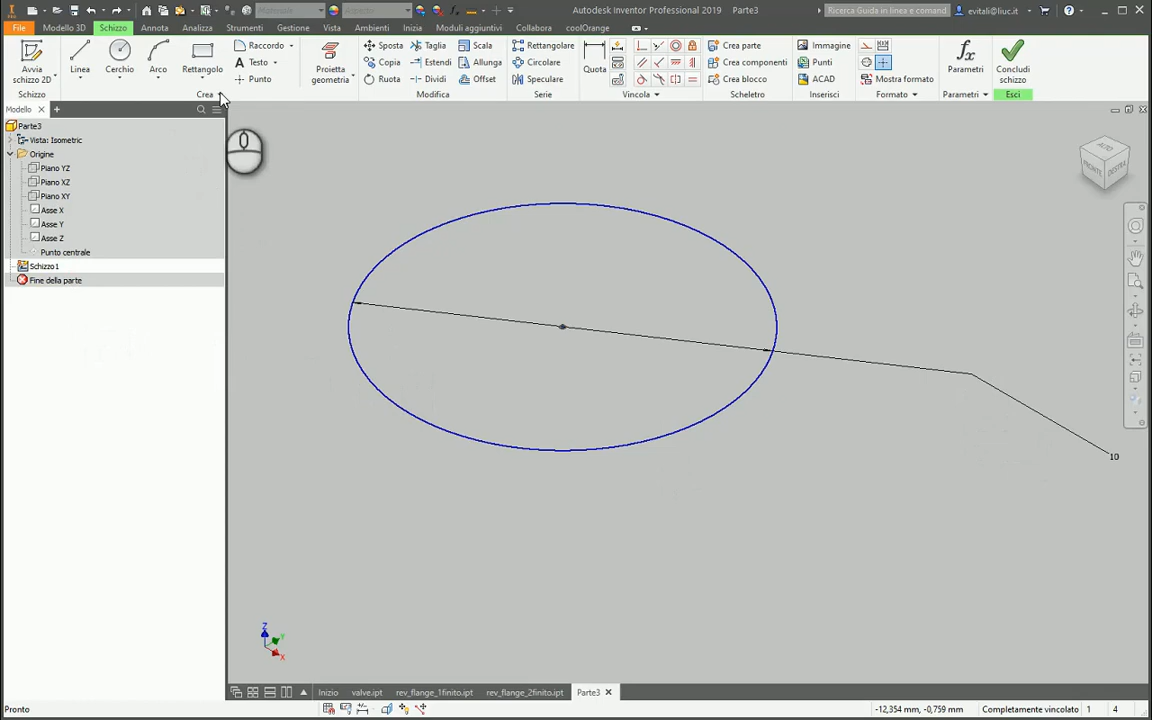 Autodesk Inventor Professional 2019 Parte3
Ricerca Guida in linea e comand
evitali@liuc.it
File Modello 3D Schizzo Annota Analizza Strumenti Gestione Vista Ambienti Inizia Moduli aggiuntivi Collabora coolOrange
Avvia schizzo 2D
Linea
Cerchio
Arco
Rettangolo
Raccordo
Testo
Punto
Proietta geometria
Sposta
Copia
Ruota
Taglia
Estendi
Dividi
Scala
Allunga
Offset
Rettangolare
Circolare
Speculare
Quota
Crea parte
Crea componenti
Crea blocco
Immagine
Punti
ACAD
Mostra formato
fx
Parametri
Concludi schizzo
Schizzo Crea Modifica Serie Vincola Scheletro Inserisci Formato Parametri Esci
Modello
Parte3
Vista: Isometric
Origine
Piano YZ
Piano XZ
Piano XY
Asse X
Asse Y
Asse Z
Punto centrale
Schizzo1
Fine della parte
ALTO
FRONTE
DESTRA
10
Z
Y
X
Inizio valve.ipt rev_flange_1finito.ipt rev_flange_2finito.ipt Parte3
Pronto
-12,354 mm, -0,759 mm Completamente vincolato 1 4